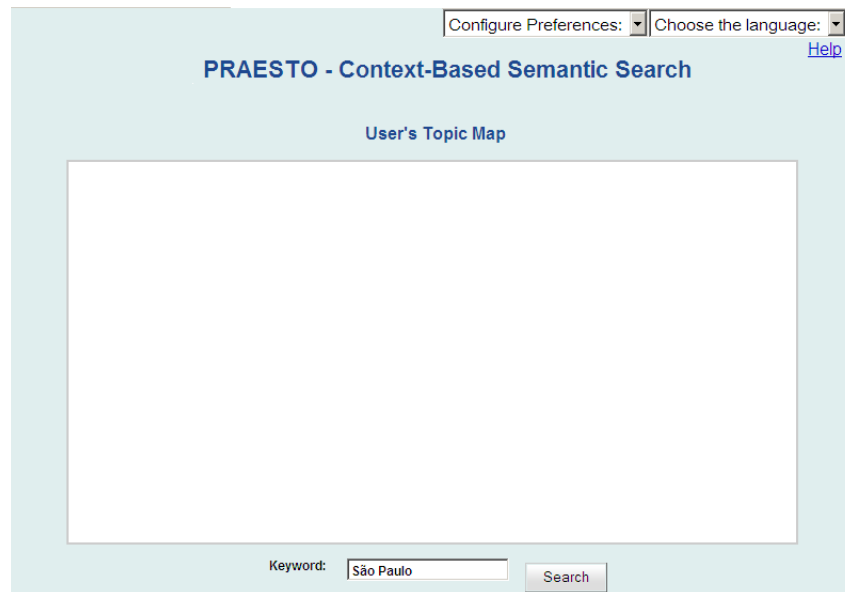 Configure Preferences: Choose the language:
Help
PRAESTO - Context-Based Semantic Search
User's Topic Map
Keyword: São Paulo Search